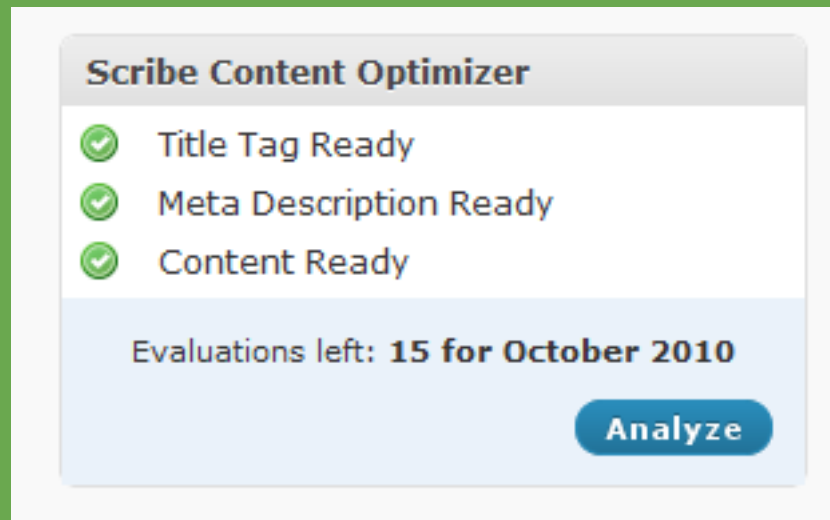 Scribe Content Optimizer
Title Tag Ready
Meta Description Ready
Content Ready
Evaluations left: 15 for October 2010
Analyze